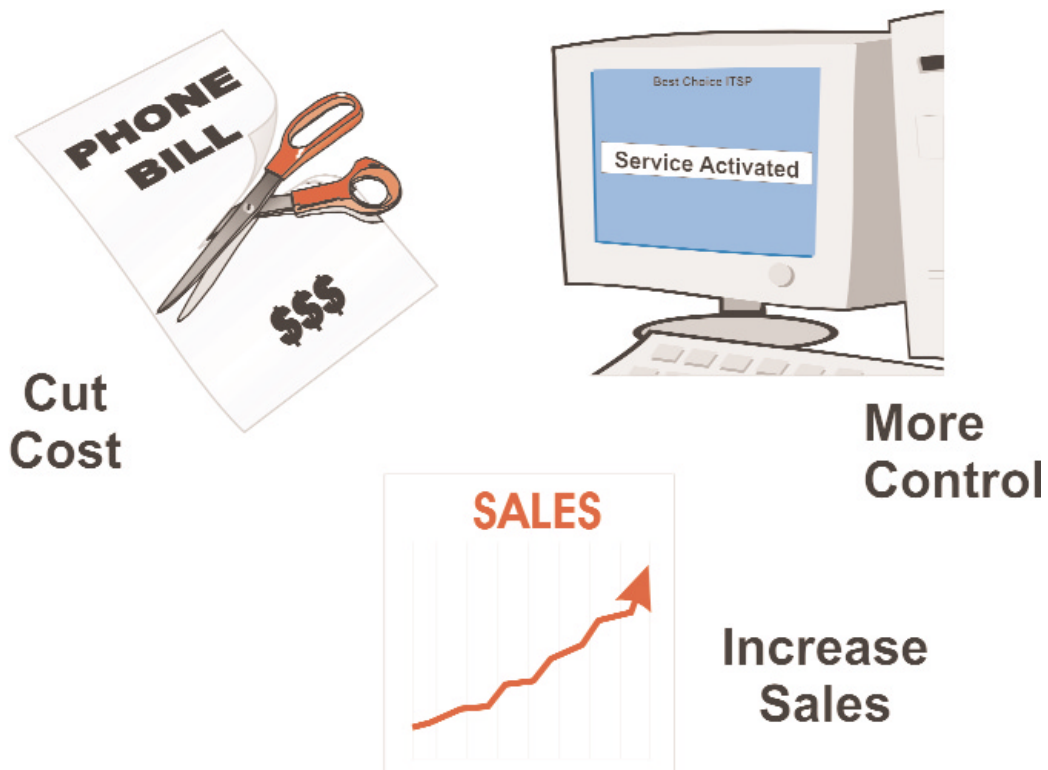 PHONE
BILL
$$$
Cut
Cost
Best Choice ITSP
Service Activated
More
Control
SALES
Increase
Sales